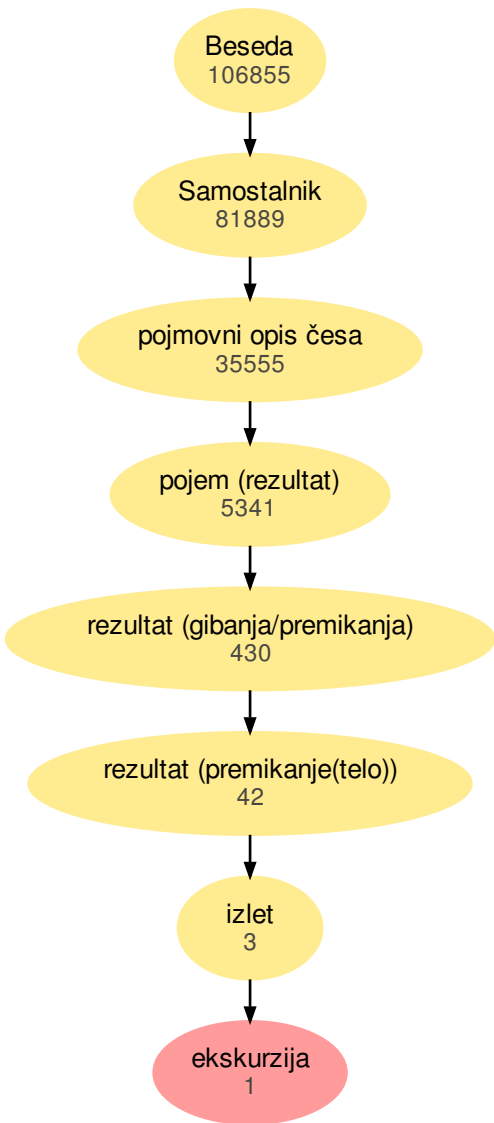 Beseda
106855
Samostalnik
81889
pojmovni opis česa
35555
pojem (rezultat)
5341
rezultat (gibanja/premikanja)
430
rezultat (premikanje(telo))
42
izlet
3
ekskurzija
1